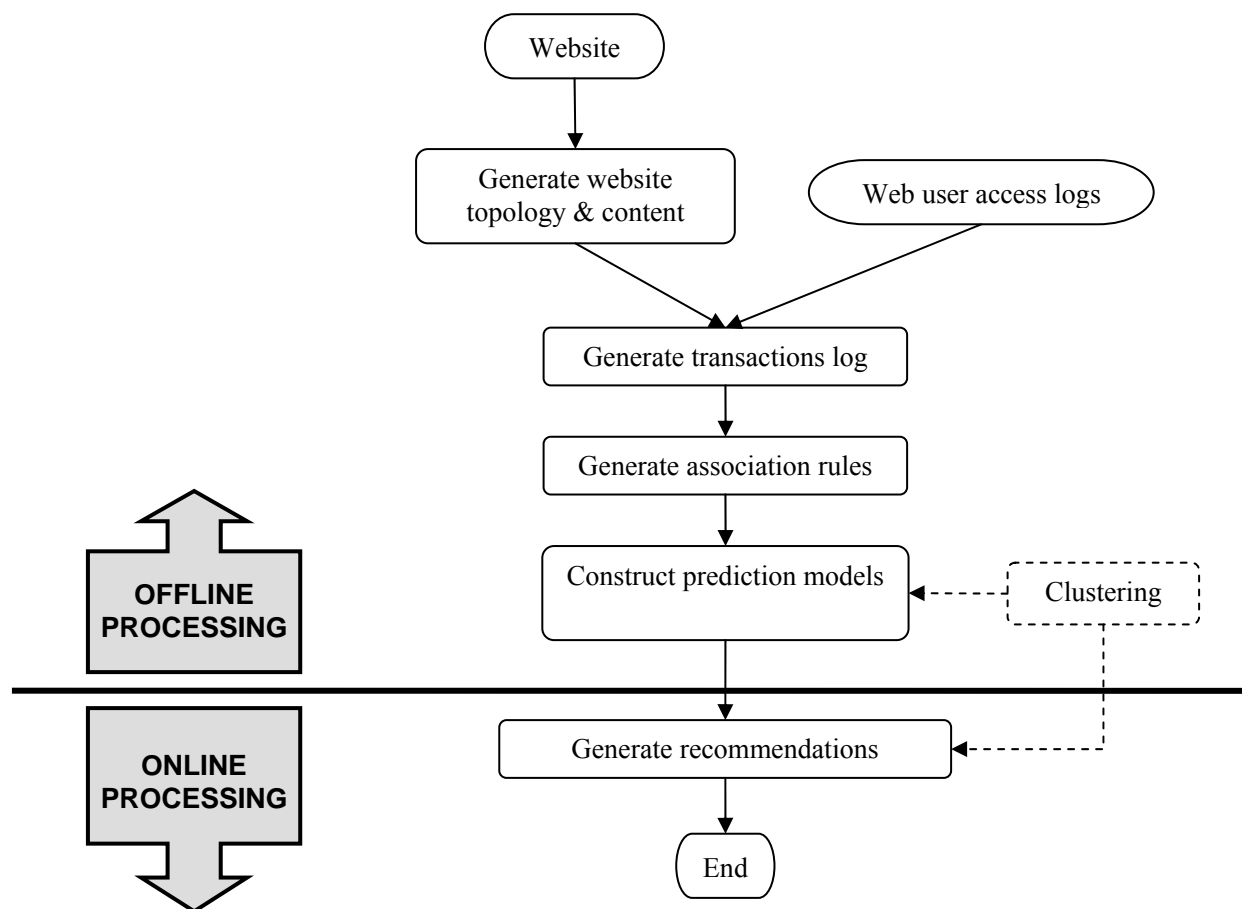 Website
Generate website
topology & content
Web user access logs
Generate transactions log
Generate association rules
Construct prediction models
Clustering
OFFLINE
PROCESSING
ONLINE
PROCESSING
Generate recommendations
End